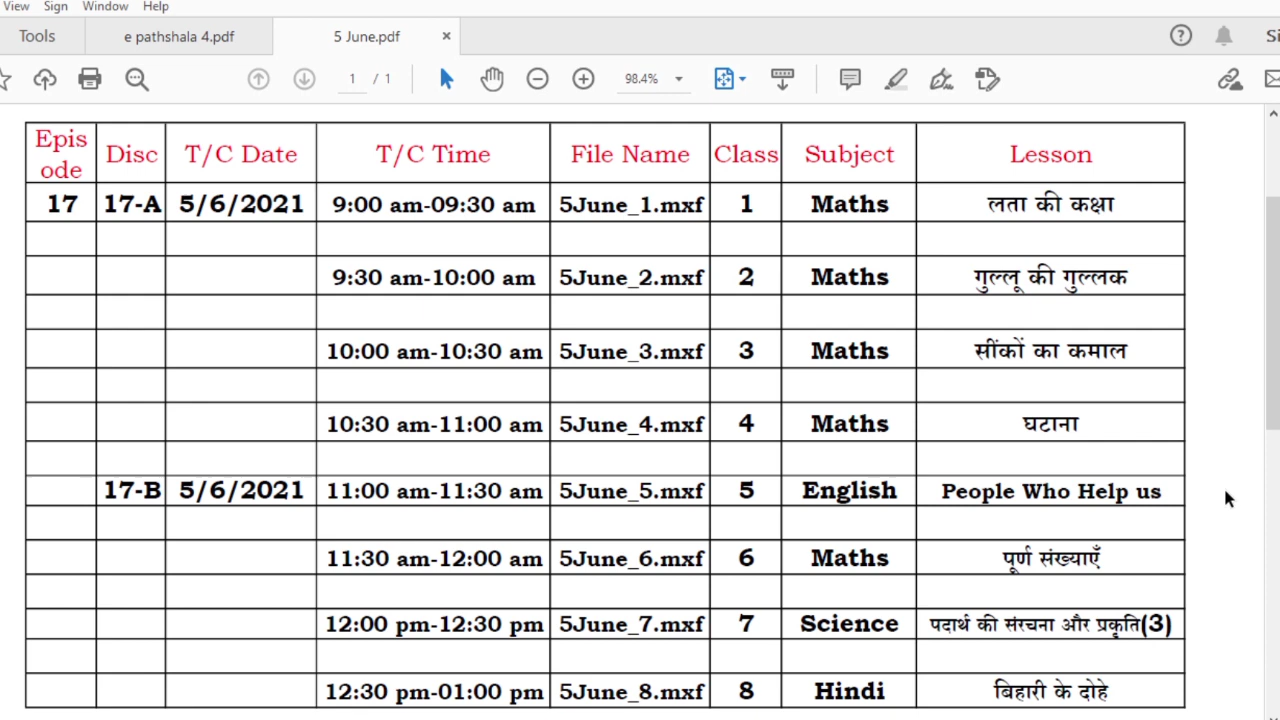 View Sign Window Help
Tools e pathshala 4.pdf 5 June.pdf ×
1 / 1 98.4%
Epis
ode Disc T/C Date T/C Time File Name Class Subject Lesson
17 17-A 5/6/2021 9:00 am-09:30 am 5June_1.mxf 1 Maths लता की कक्षा
9:30 am-10:00 am 5June_2.mxf 2 Maths गुल्लू की गुल्लक
10:00 am-10:30 am 5June_3.mxf 3 Maths सींकों का कमाल
10:30 am-11:00 am 5June_4.mxf 4 Maths घटाना
17-B 5/6/2021 11:00 am-11:30 am 5June_5.mxf 5 English People Who Help us
11:30 am-12:00 am 5June_6.mxf 6 Maths पूर्ण संख्याएँ
12:00 pm-12:30 pm 5June_7.mxf 7 Science पदार्थ की संरचना और प्रकृति(3)
12:30 pm-01:00 pm 5June_8.mxf 8 Hindi बिहारी के दोहे